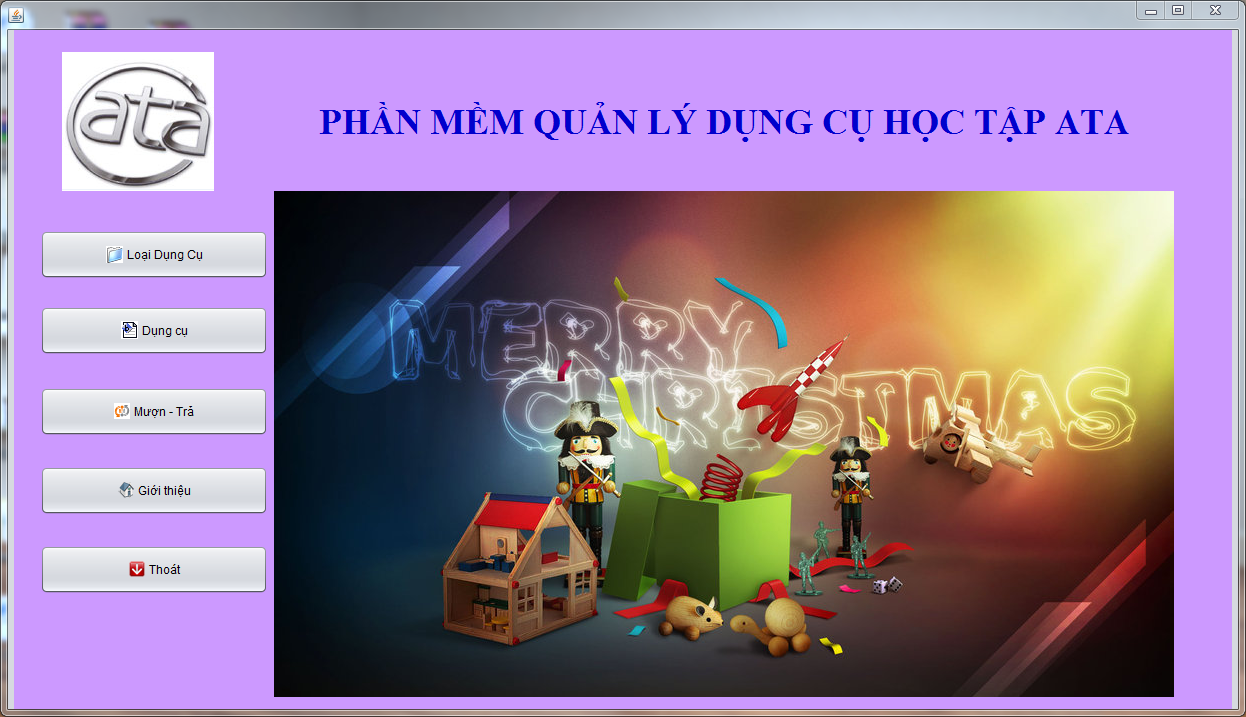 ata
PHẦN MỀM QUẢN LÝ DỤNG CỤ HỌC TẬP ATA
Loại Dụng Cụ
Dụng cụ
Mượn - Trả
Giới thiệu
Thoát
MERRY
CHRISTMAS